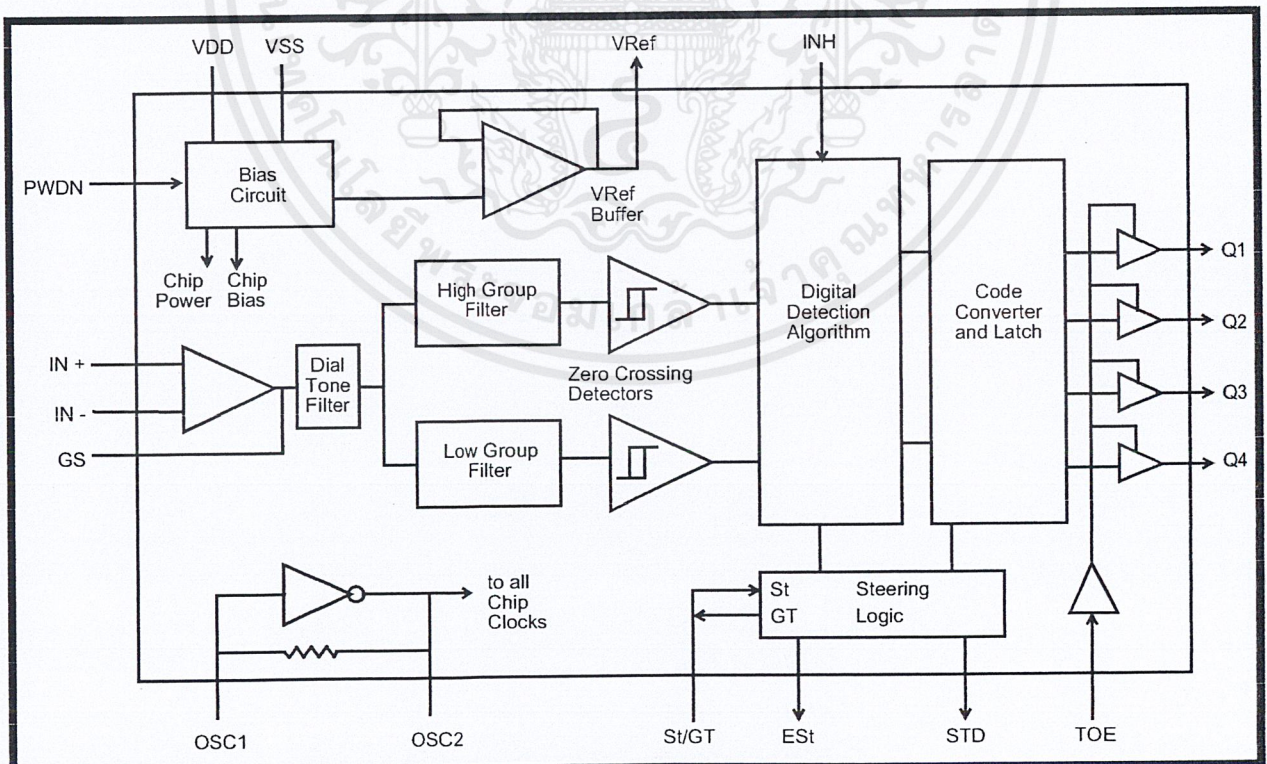 VDD
VSS
VRef
INH
PWDN
Bias
Circuit
VRef
Buffer
Chip
Power
Chip
Bias
High Group
Filter
Digital
Detection
Algorithm
Code
Converter
and Latch
Q1
Q2
Q3
Q4
IN +
IN -
GS
Dial
Tone
Filter
Zero Crossing
Detectors
Low Group
Filter
to all
Chip
Clocks
St
GT
Steering
Logic
OSC1
OSC2
St/GT
ESt
STD
TOE